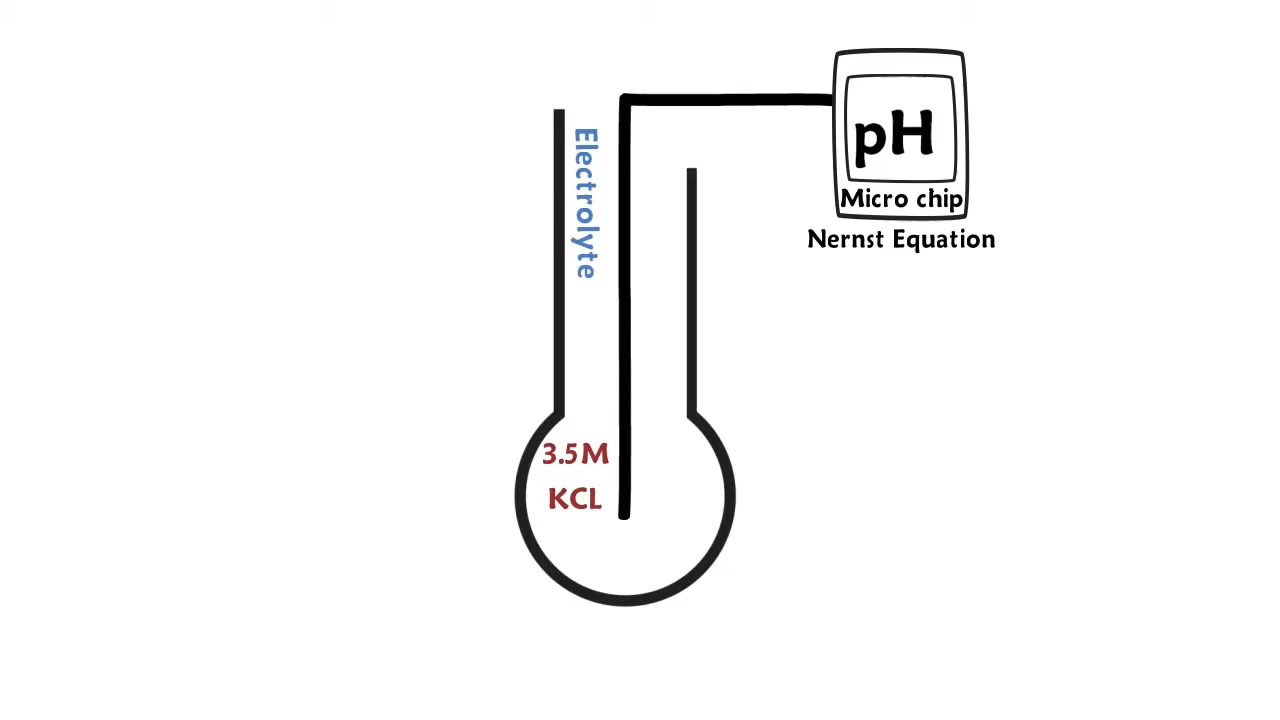 Electrolyte
pH
Micro chip
Nernst Equation
3.5M
KCL